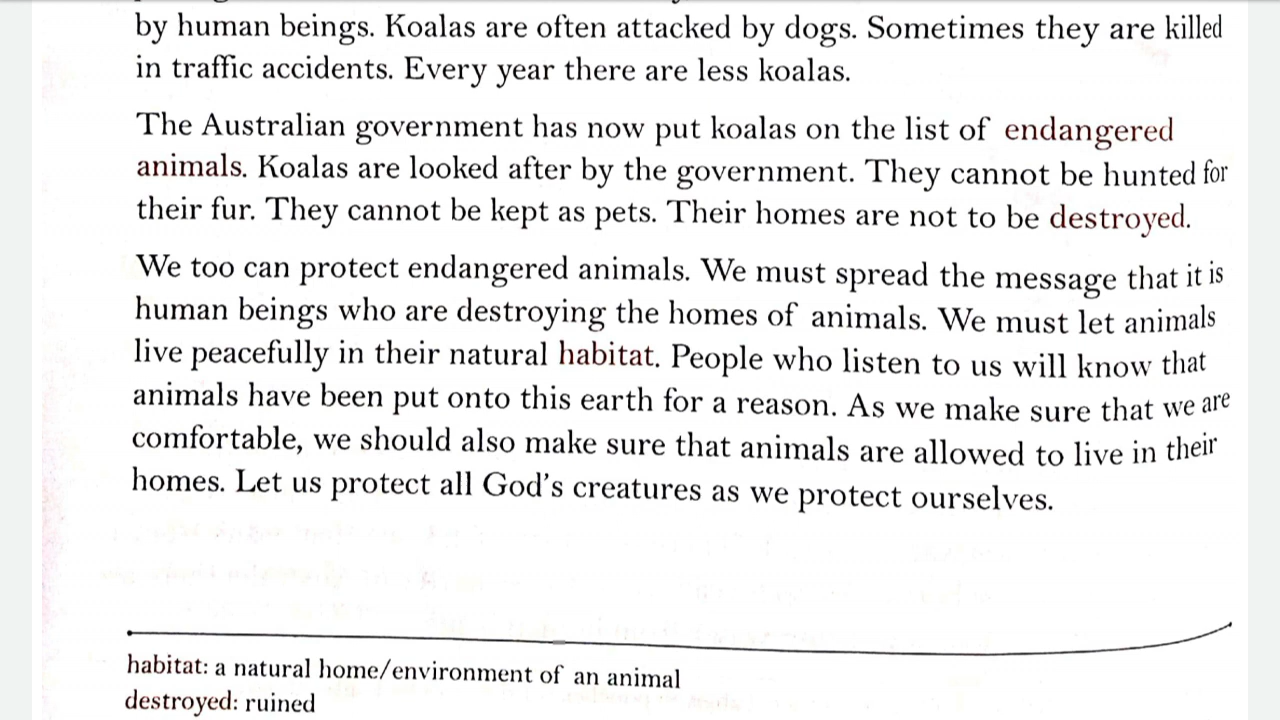 by human beings. Koalas are often attacked by dogs. Sometimes they are killed
in traffic accidents. Every year there are less koalas.
The Australian government has now put koalas on the list of endangered
animals. Koalas are looked after by the government. They cannot be hunted for
their fur. They cannot be kept as pets. Their homes are not to be destroyed.
We too can protect endangered animals. We must spread the message that it is
human beings who are destroying the homes of animals. We must let animals
live peacefully in their natural habitat. People who listen to us will know that
animals have been put onto this earth for a reason. As we make sure that we are
comfortable, we should also make sure that animals are allowed to live in their
homes. Let us protect all God's creatures as we protect ourselves.
habitat: a natural home/environment of an animal
destroyed: ruined